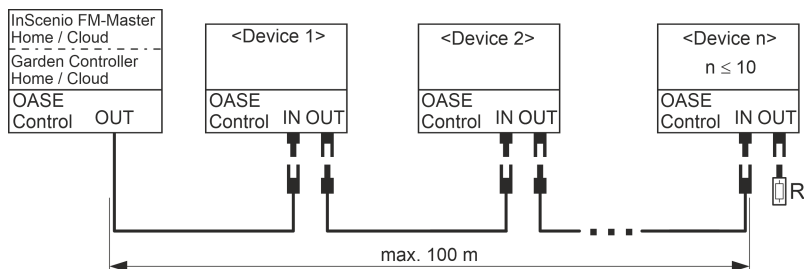 InScenio FM-Master
Home / Cloud
Garden Controller
Home / Cloud
OASE
Control OUT
<Device 1>
OASE
Control IN OUT
<Device 2>
OASE
Control IN OUT
<Device n>
n ≤ 10
OASE
Control IN OUT
R
max. 100 m